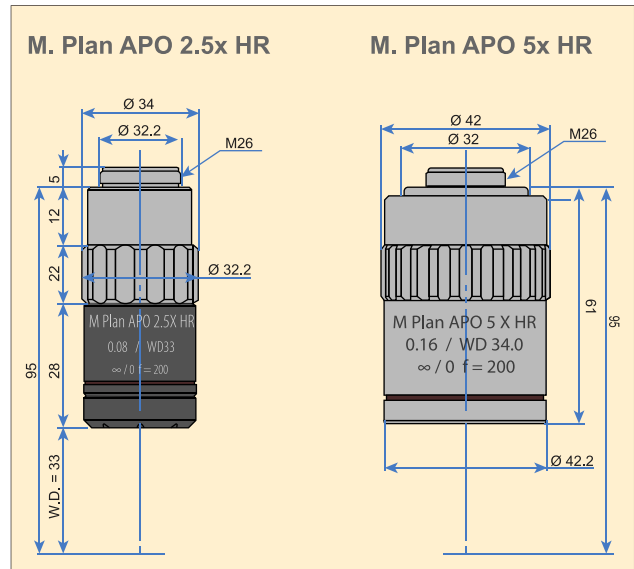 M. Plan APO 2.5x HR
M. Plan APO 5x HR
Ø 34
Ø 32.2
M26
5
12
22
Ø 32.2
M Plan APO 2.5X HR
0.08 / WD33
∞ / 0 f = 200
28
95
W.D. = 33
Ø 42
Ø 32
M26
M Plan APO 5 X HR
0.16 / WD 34.0
∞ / 0 f = 200
61
95
Ø 42.2